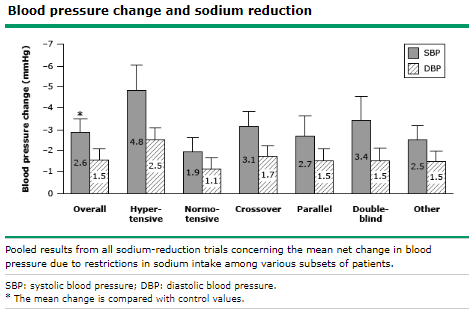 Blood pressure change and sodium reduction
Blood pressure change (mmHg)
–7
–6
–5
–4
–3
–2
–1
0
SBP
DBP
*
2.6
1.5
4.8
2.5
1.9
1.1
3.1
1.7
2.7
1.5
3.4
1.5
2.5
1.5
Overall
Hyper-
tensive
Normo-
tensive
Crossover
Parallel
Double-
blind
Other
Pooled results from all sodium-reduction trials concerning the mean net change in blood
pressure due to restrictions in sodium intake among various subsets of patients.
SBP: systolic blood pressure; DBP: diastolic blood pressure.
* The mean change is compared with control values.